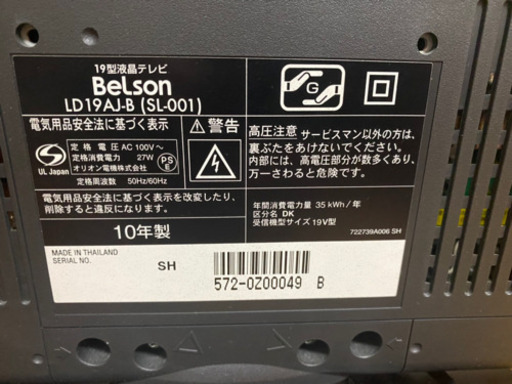 19型液晶テレビ
Belson
LD19AJ-B (SL-001)
電気用品安全法に基づく表示
定格電圧 AC 100V~
定格消費電力 27W
オリオン電機株式会社
定格周波数 50Hz/60Hz
UL Japan
PS
E
電気用品安全法に基づく表示を改変したり、
削除すると違反になります。
10年製
警告
G
高圧注意 サービスマン以外の方は、
裏ぶたをあけないでください。
内部には、高電圧部分が数多くあり、
万一さわると危険です。
年間消費電力量 35kWh/年
区分名 DK
受信機型サイズ 19V型
722739A006 SH
MADE IN THAILAND
SERIAL NO.
SH
572-0Z00049 B